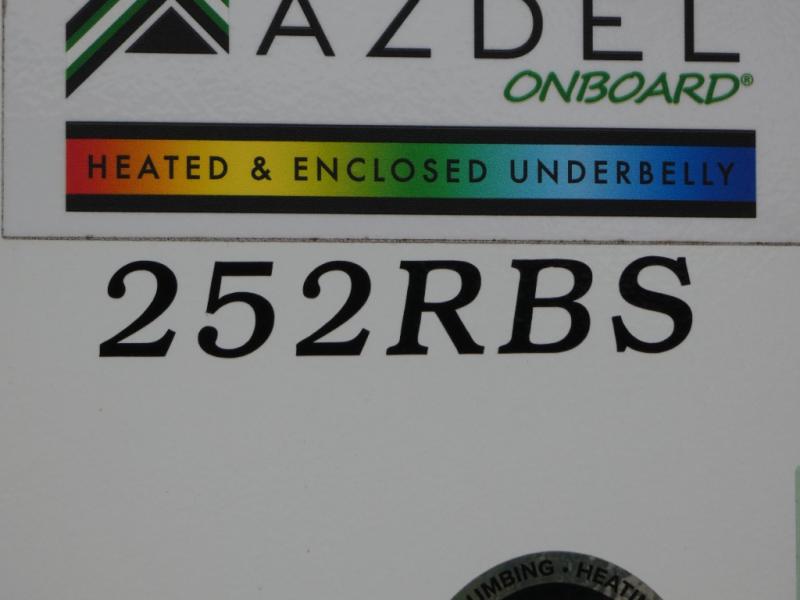 AZDEL
ONBOARD®
HEATED & ENCLOSED UNDERBELLY
252RBS